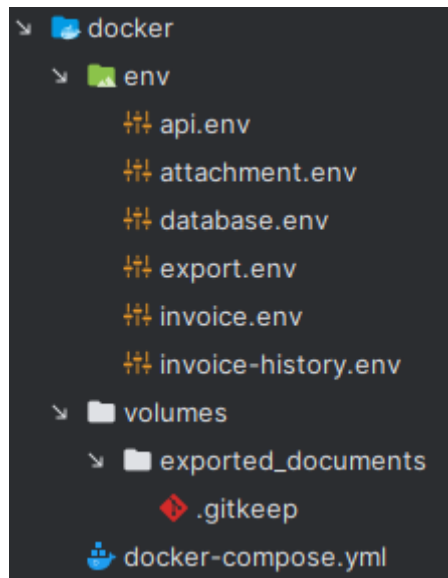 docker
env
api.env
attachment.env
database.env
export.env
invoice.env
invoice-history.env
volumes
exported_documents
.gitkeep
docker-compose.yml